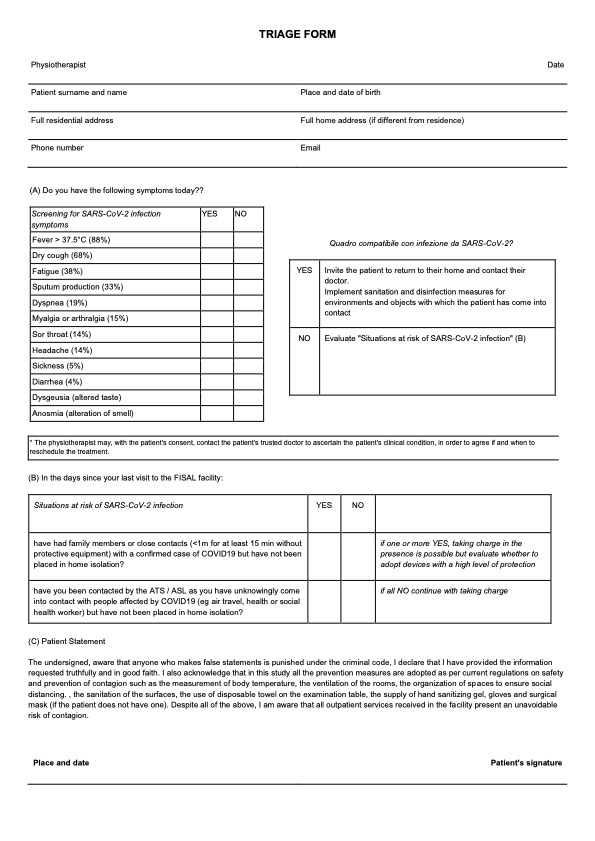 TRIAGE FORM
Physiotherapist Date
Patient surname and name Place and date of birth
Full residential address Full home address (if different from residence)
Phone number Email
(A) Do you have the following symptoms today??
Screening for SARS-CoV-2 infection YES NO
symptoms
Fever > 37.5°C (88%)
Dry cough (68%)
Fatigue (38%)
Sputum production (33%)
Dyspnea (19%)
Myalgia or arthralgia (15%)
Sor throat (14%)
Headache (14%)
Sickness (5%)
Diarrhea (4%)
Dysgeusia (altered taste)
Anosmia (alteration of smell)
Quadro compatibile con infezione da SARS-CoV-2?
YES Invite the patient to return to their home and contact their
doctor.
Implement sanitation and disinfection measures for
environments and objects with which the patient has come into
contact
NO Evaluate "Situations at risk of SARS-CoV-2 infection" (B)
* The physiotherapist may, with the patient's consent, contact the patient's trusted doctor to ascertain the patient's clinical condition, in order to agree if and when to
reschedule the treatment.
(B) In the days since your last visit to the FISAL facility:
Situations at risk of SARS-CoV-2 infection YES NO
have had family members or close contacts (<1m for at least 15 min without
protective equipment) with a confirmed case of COVID19 but have not been
placed in home isolation?
if one or more YES, taking charge in the
presence is possible but evaluate whether to
adopt devices with a high level of protection
have you been contacted by the ATS / ASL as you have unknowingly come
into contact with people affected by COVID19 (eg air travel, health or social
health worker) but have not been placed in home isolation?
if all NO continue with taking charge
(C) Patient Statement
The undersigned, aware that anyone who makes false statements is punished under the criminal code, I declare that I have provided the information
requested truthfully and in good faith. I also acknowledge that in this study all the prevention measures are adopted as per current regulations on safety
and prevention of contagion such as the measurement of body temperature, the ventilation of the rooms, the organization of spaces to ensure social
distancing. , the sanitation of the surfaces, the use of disposable towel on the examination table, the supply of hand sanitizing gel, gloves and surgical
mask (if the patient does not have one). Despite all of the above, I am aware that all outpatient services received in the facility present an unavoidable
risk of contagion.
Place and date Patient's signature